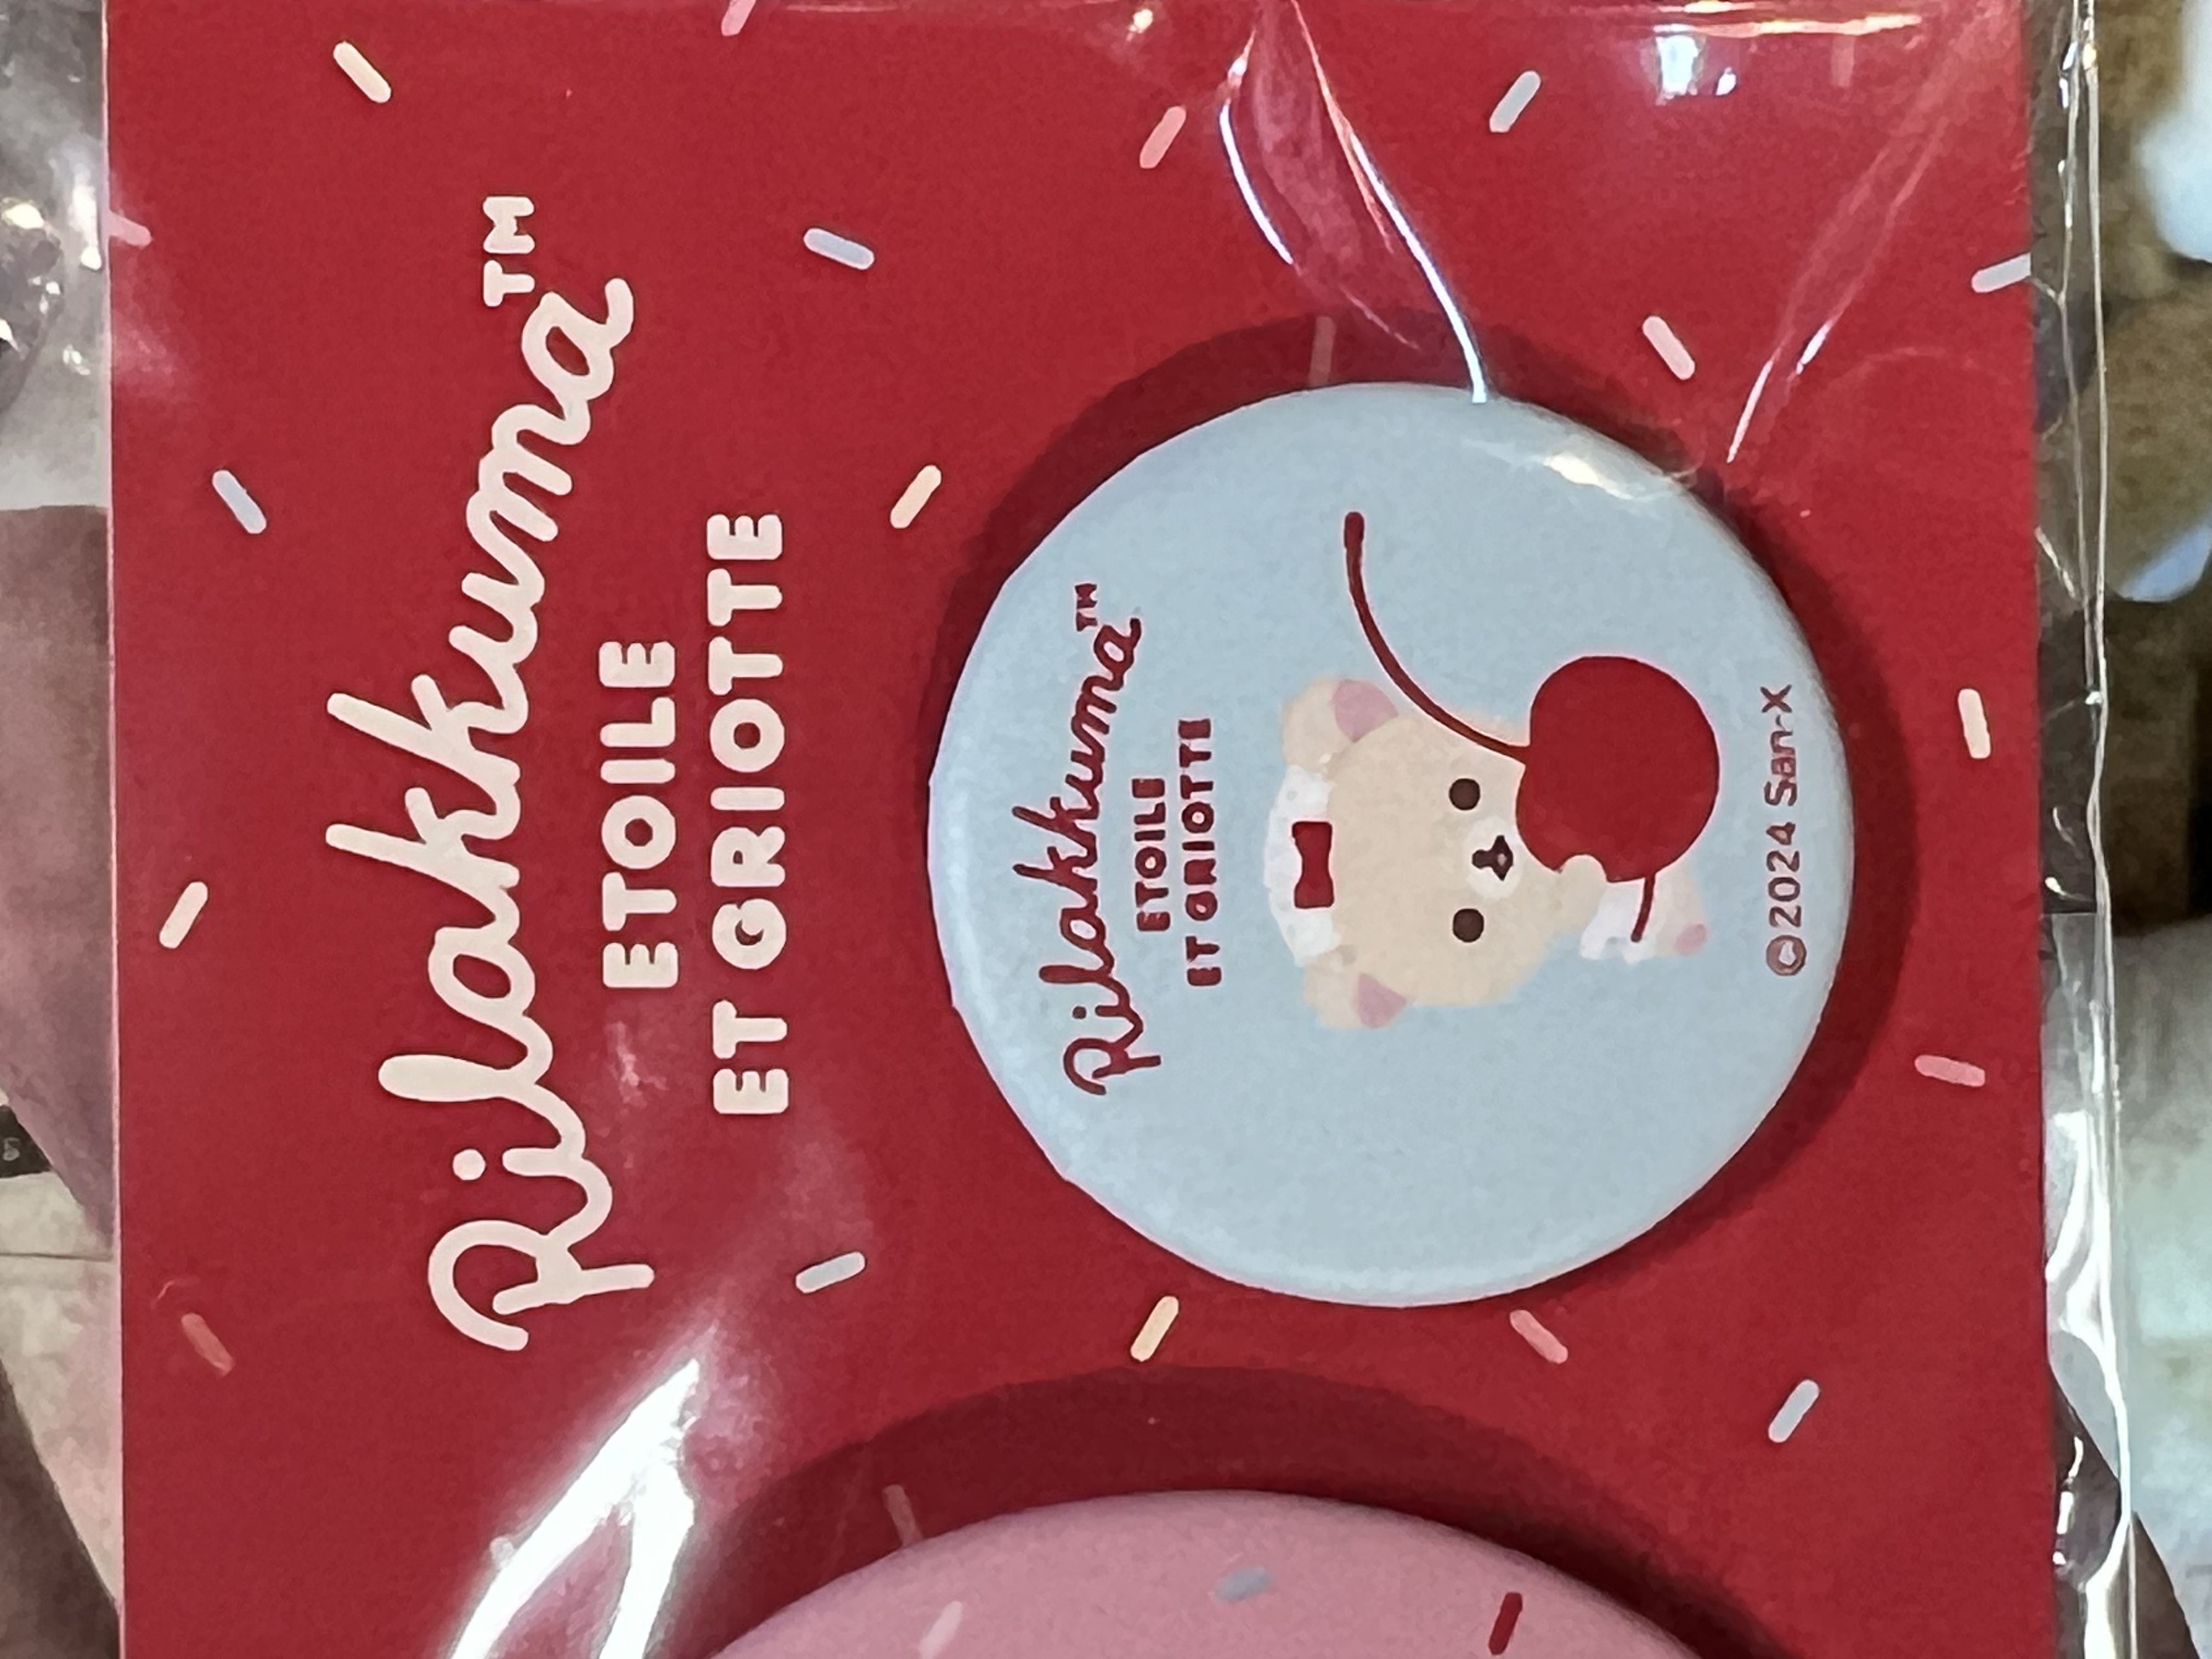 Rilakkuma™
ETOILE
ET GRIOTTE
Rilakkuma™
ETOILE
ET GRIOTTE
©2024 San-X